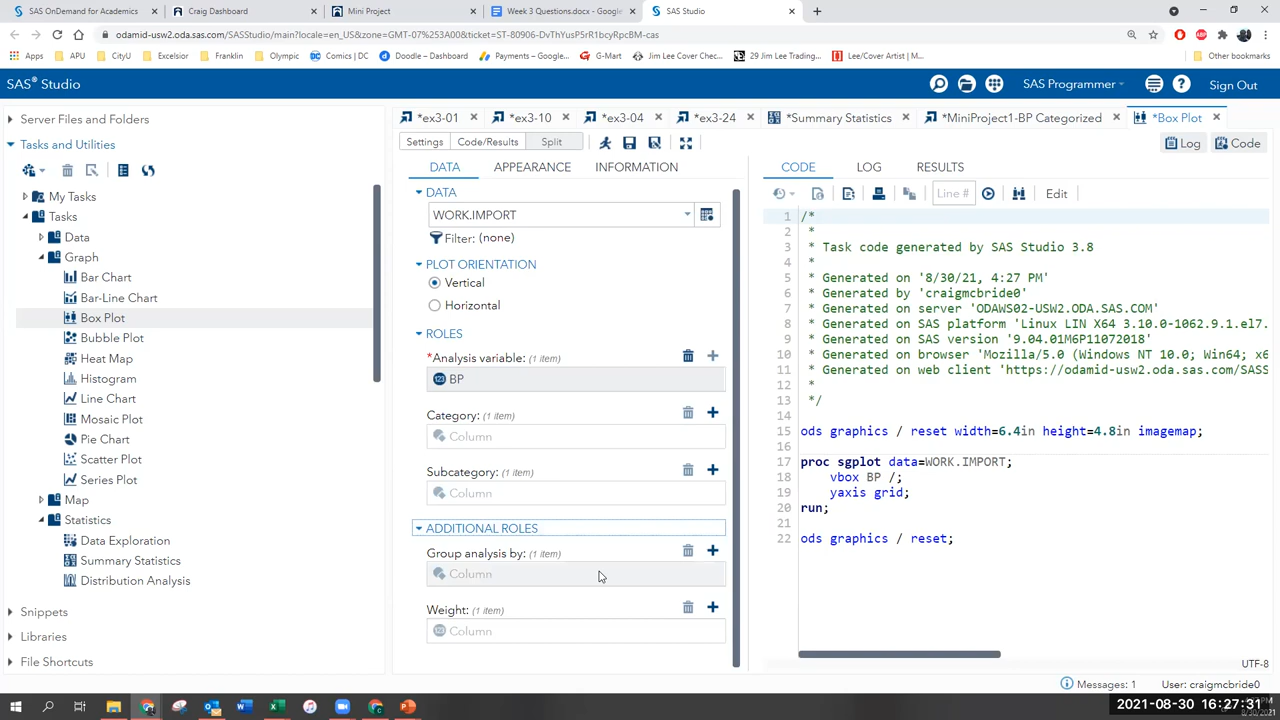 SAS OnDemand for Academics
Craig Dashboard
Mini Project
Week 3 Questions.docx - Google
SAS Studio
odamid-usw2.oda.sas.com/SASStudio/main?locale=en_US&zone=GMT-07%253A00&ticket=ST-80906-DvThYusP5rR1bcyRpcBM-cas
Apps
APU
CityU
Excelsior
Franklin
Olympic
Comics | DC
Doodle – Dashboard
Payments – Google...
G-Mart
Jim Lee Cover Chec...
29 Jim Lee Trading...
Lee/Cover Artist | M...
Other bookmarks
SAS® Studio
SAS Programmer
Sign Out
Server Files and Folders
Tasks and Utilities
My Tasks
Tasks
Data
Graph
Bar Chart
Bar-Line Chart
Box Plot
Bubble Plot
Heat Map
Histogram
Line Chart
Mosaic Plot
Pie Chart
Scatter Plot
Series Plot
Map
Statistics
Data Exploration
Summary Statistics
Distribution Analysis
Snippets
Libraries
File Shortcuts
*ex3-01
*ex3-10
*ex3-04
*ex3-24
*Summary Statistics
*MiniProject1-BP Categorized
*Box Plot
Settings
Code/Results
Split
Log
Code
DATA
APPEARANCE
INFORMATION
DATA
WORK.IMPORT
Filter: (none)
PLOT ORIENTATION
Vertical
Horizontal
ROLES
*Analysis variable: (1 item)
123 BP
Category: (1 item)
Column
Subcategory: (1 item)
Column
ADDITIONAL ROLES
Group analysis by: (1 item)
Column
Weight: (1 item)
123 Column
CODE
LOG
RESULTS
Line #
Edit
1 /*
2 *
3 * Task code generated by SAS Studio 3.8
4 *
5 * Generated on '8/30/21, 4:27 PM'
6 * Generated by 'craigmcbride0'
7 * Generated on server 'ODAWS02-USW2.ODA.SAS.COM'
8 * Generated on SAS platform 'Linux LIN X64 3.10.0-1062.9.1.el7.
9 * Generated on SAS version '9.04.01M6P11072018'
10 * Generated on browser 'Mozilla/5.0 (Windows NT 10.0; Win64; x6
11 * Generated on web client 'https://odamid-usw2.oda.sas.com/SASS
12 *
13 */
14
15 ods graphics / reset width=6.4in height=4.8in imagemap;
16
17 proc sgplot data=WORK.IMPORT;
18 vbox BP /;
19 yaxis grid;
20 run;
21
22 ods graphics / reset;
UTF-8
Messages: 1
User: craigmcbride0
2021-08-30 16:27:31